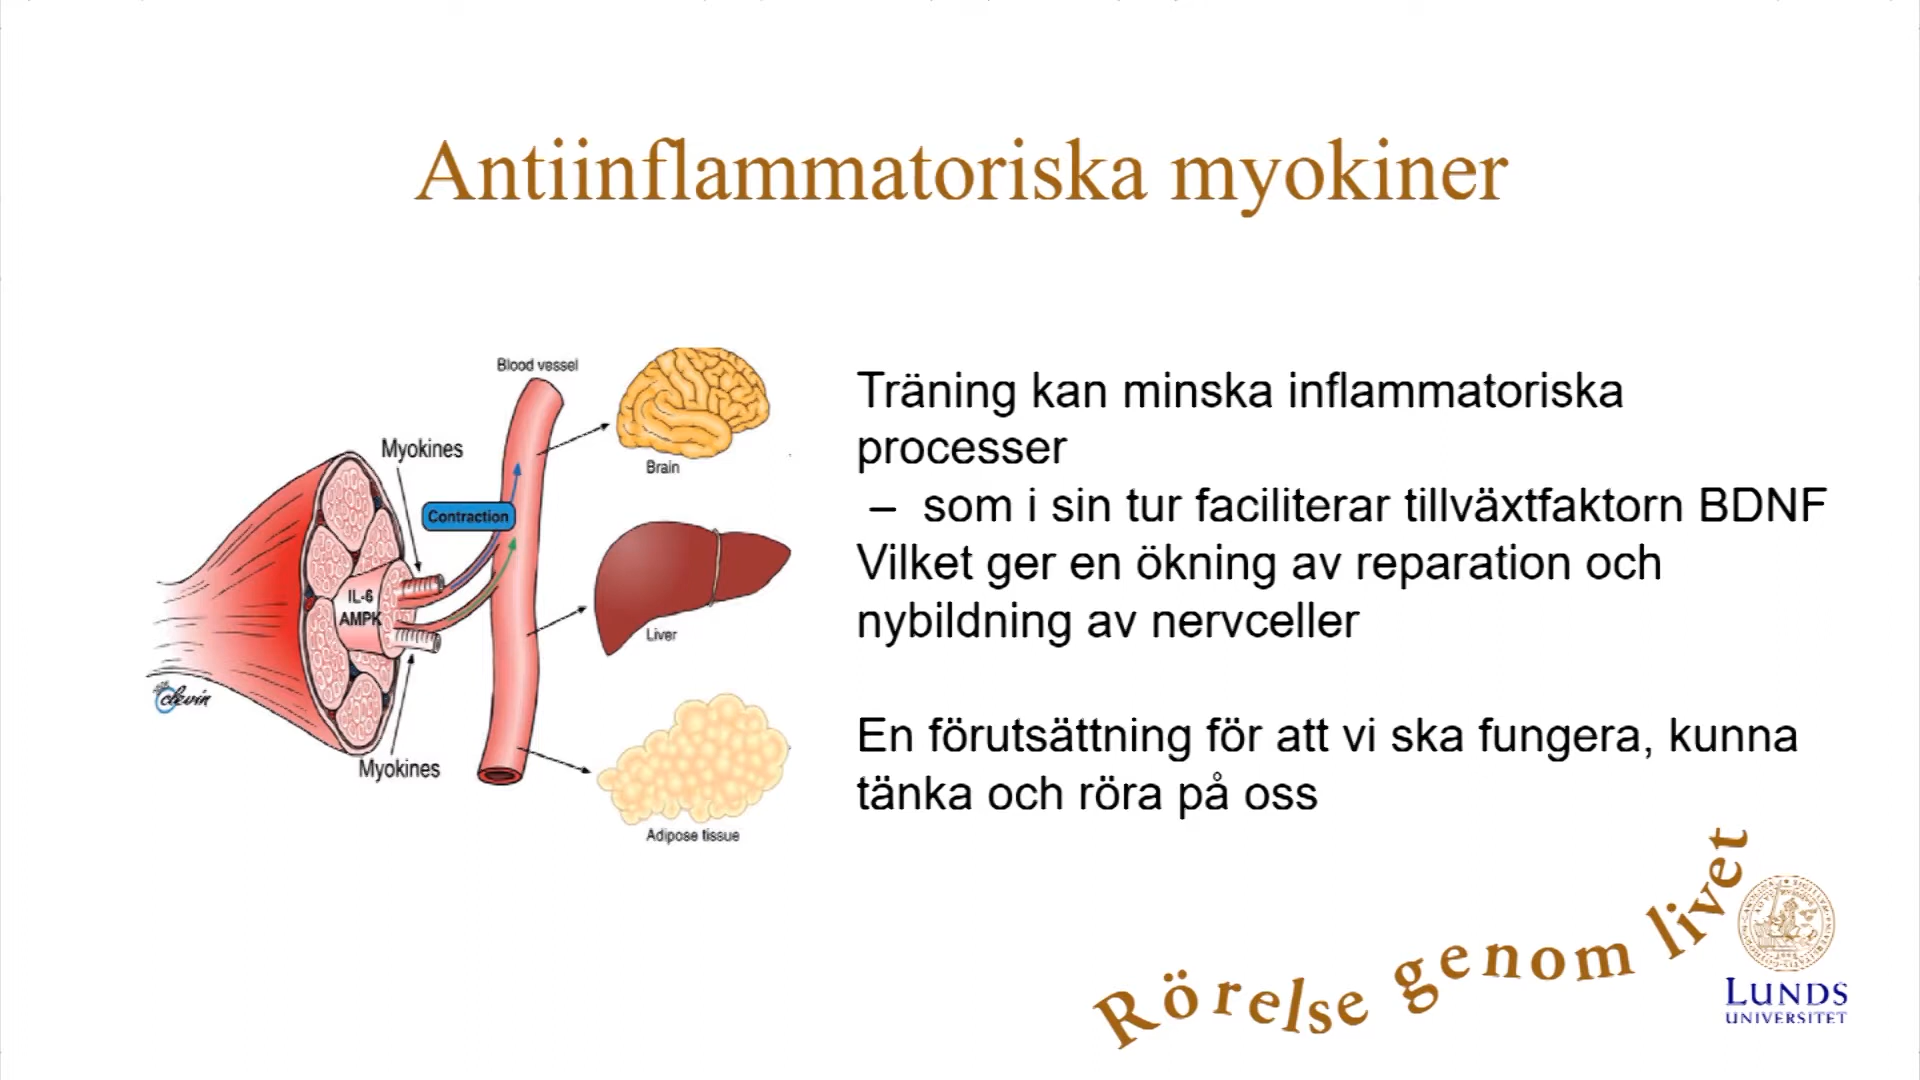 Antiinflammatoriska myokiner
Blood vessel
Myokines
Brain
Contraction
IL-6
AMPK
Liver
clevin
Myokines
Adipose tissue
Träning kan minska inflammatoriska
processer
– som i sin tur faciliterar tillväxtfaktorn BDNF
Vilket ger en ökning av reparation och
nybildning av nervceller
En förutsättning för att vi ska fungera, kunna
tänka och röra på oss
Rörelse genom livet
LUNDS
UNIVERSITET